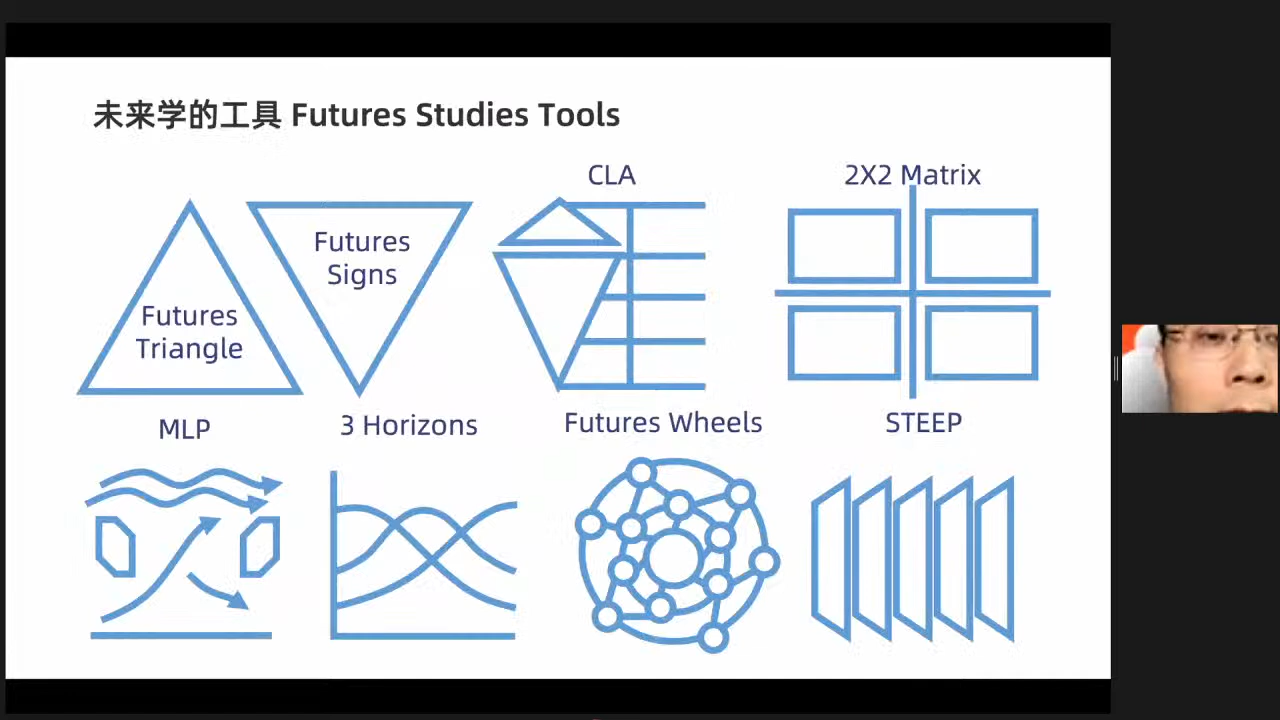 未来学的工具 Futures Studies Tools
Futures
Triangle
Futures
Signs
CLA
2X2 Matrix
MLP
3 Horizons
Futures Wheels
STEEP